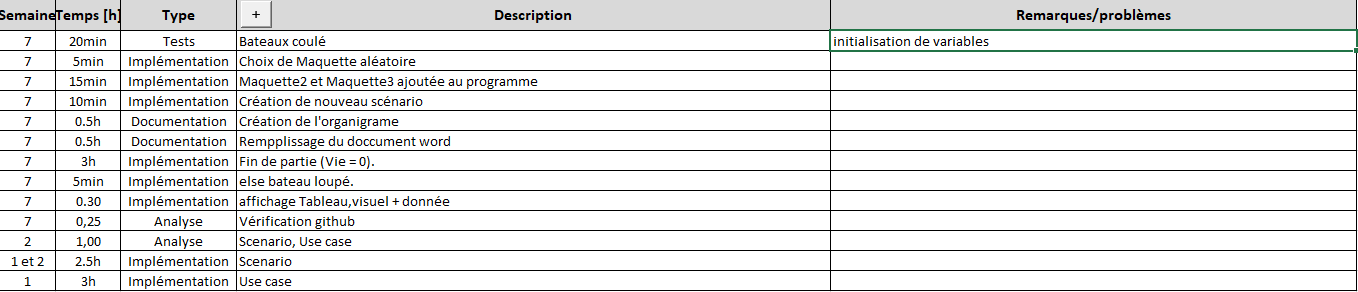 Semaine Temps [h] Type + Description Remarques/problèmes
7 20min Tests Bateaux coulé initialisation de variables
7 5min Implémentation Choix de Maquette aléatoire
7 15min Implémentation Maquette2 et Maquette3 ajoutée au programme
7 10min Implémentation Création de nouveau scénario
7 0.5h Documentation Création de l'organigrame
7 0.5h Documentation Rempplissage du doccument word
7 3h Implémentation Fin de partie (Vie = 0).
7 5min Implémentation else bateau loupé.
7 0.30 Implémentation affichage Tableau,visuel + donnée
7 0,25 Analyse Vérification github
2 1,00 Analyse Scenario, Use case
1 et 2 2.5h Implémentation Scenario
1 3h Implémentation Use case